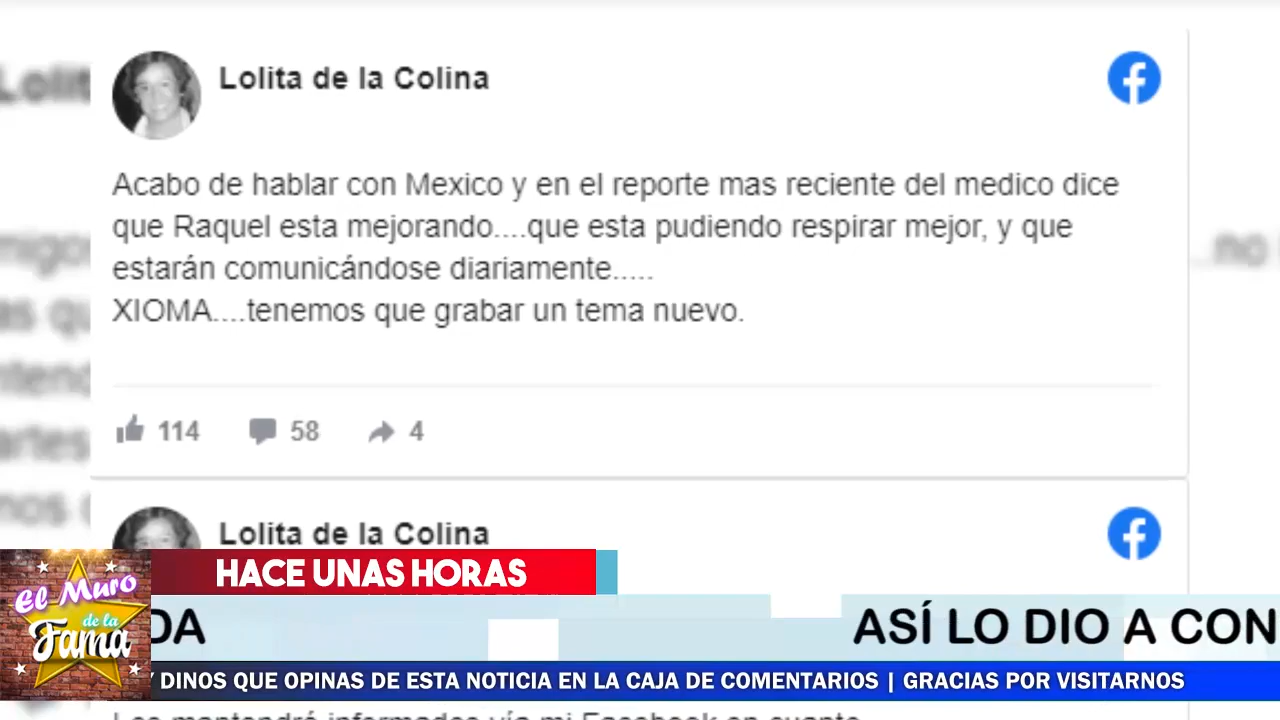 Lolita de la Colina
Acabo de hablar con Mexico y en el reporte mas reciente del medico dice
que Raquel esta mejorando....que esta pudiendo respirar mejor, y que
estarán comunicándose diariamente.....
XIOMA....tenemos que grabar un tema nuevo.
114 58 4
Lolita de la Colina
HACE UNAS HORAS
El Muro
de la
Fama
DA ASÍ LO DIO A CON
Y DINOS QUE OPINAS DE ESTA NOTICIA EN LA CAJA DE COMENTARIOS | GRACIAS POR VISITARNOS